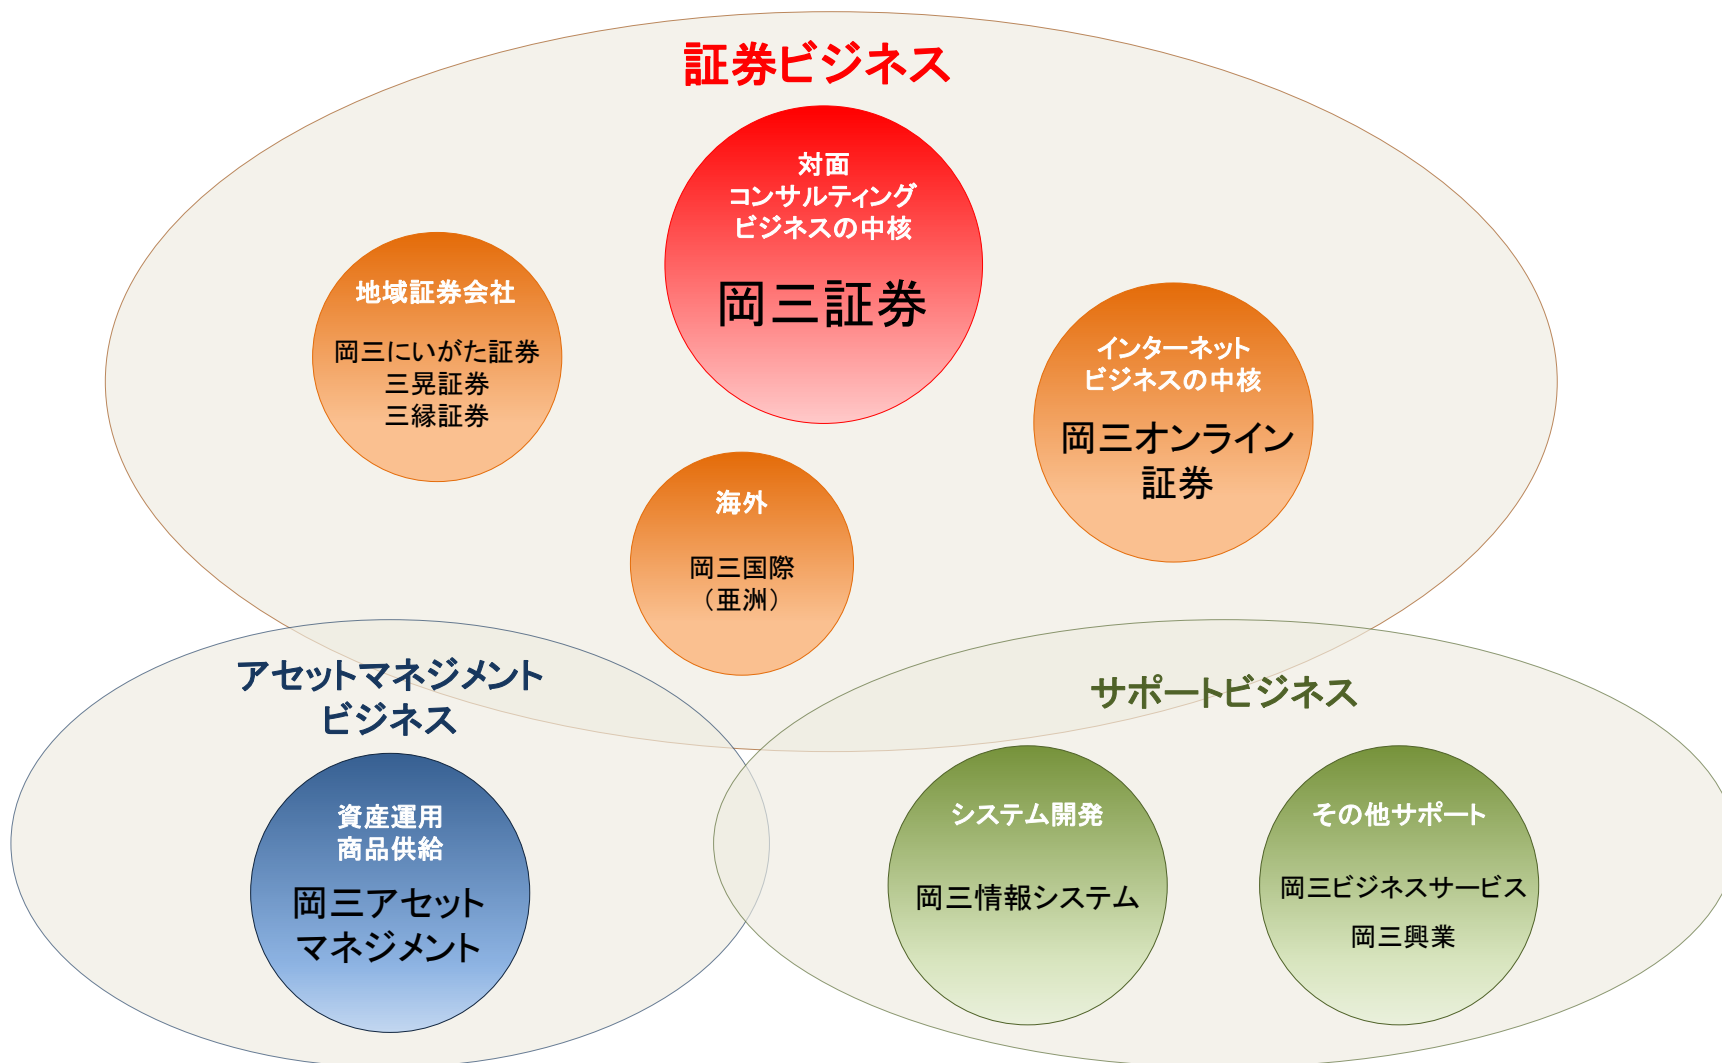 証券ビジネス
対面
コンサルティング
ビジネスの中核
岡三証券
地域証券会社
岡三にいがた証券
三晃証券
三縁証券
インターネット
ビジネスの中核
岡三オンライン
証券
海外
岡三国際
（亜洲）
アセットマネジメント
ビジネス
資産運用
商品供給
岡三アセット
マネジメント
サポートビジネス
システム開発
岡三情報システム
その他サポート
岡三ビジネスサービス
岡三興業